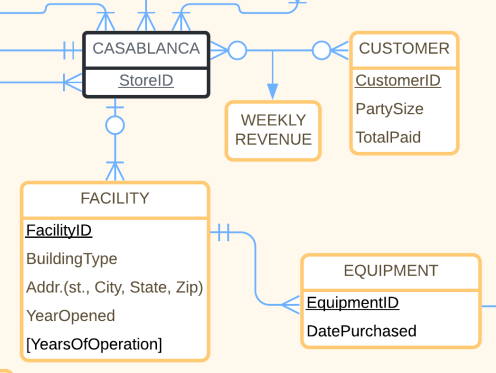 CASABLANCA
StoreID
CUSTOMER
CustomerID
PartySize
TotalPaid
WEEKLY
REVENUE
FACILITY
FacilityID
BuildingType
Addr.(st., City, State, Zip)
YearOpened
[YearsOfOperation]
EQUIPMENT
EquipmentID
DatePurchased